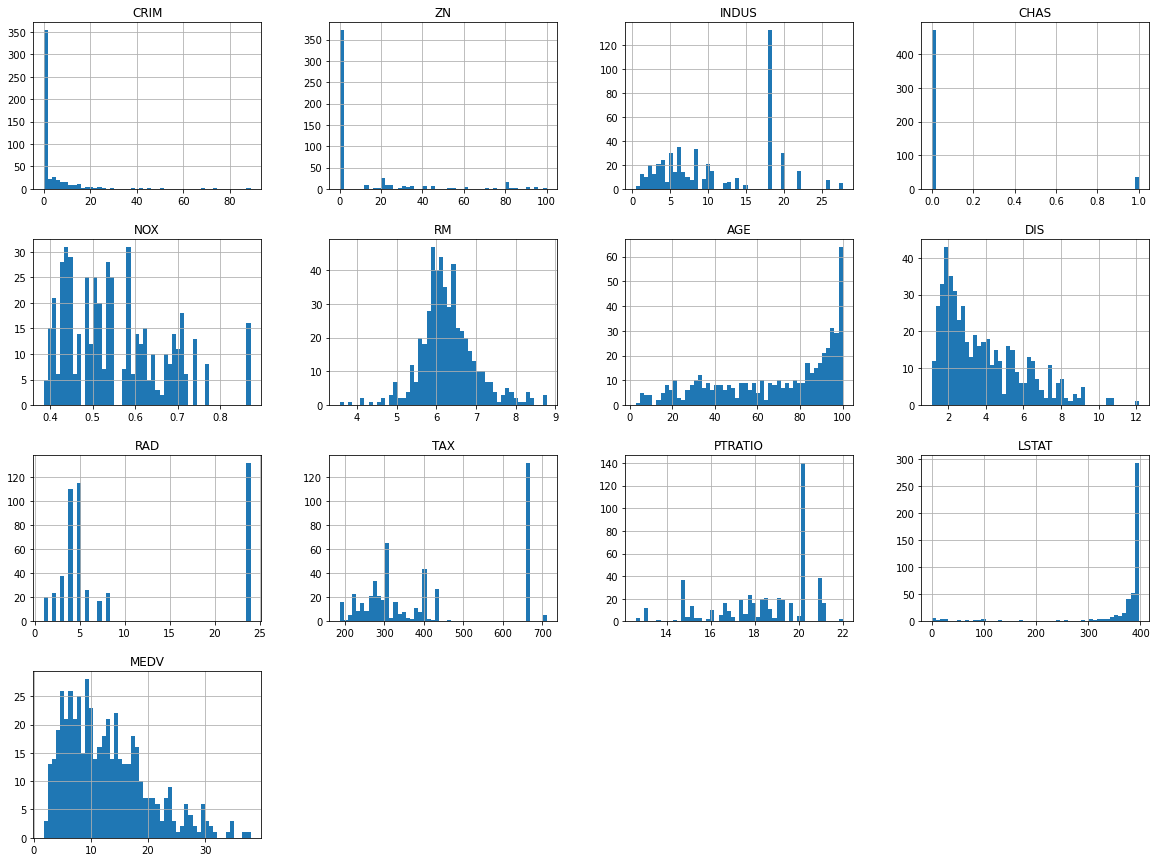 CRIM ZN INDUS CHAS
350 300 250 200 150 100 50 0
0 20 40 60 80
350 300 250 200 150 100 50 0
0 20 40 60 80 100
120 100 80 60 40 20 0
0 5 10 15 20 25
400 300 200 100 0
0.0 0.2 0.4 0.6 0.8 1.0
NOX RM AGE DIS
30 25 20 15 10 5 0
0.4 0.5 0.6 0.7 0.8
40 30 20 10 0
4 5 6 7 8 9
60 50 40 30 20 10 0
0 20 40 60 80 100
40 30 20 10 0
2 4 6 8 10 12
RAD TAX PTRATIO LSTAT
120 100 80 60 40 20 0
0 5 10 15 20 25
120 100 80 60 40 20 0
200 300 400 500 600 700
140 120 100 80 60 40 20 0
14 16 18 20 22
300 250 200 150 100 50 0
0 100 200 300 400
MEDV
25 20 15 10 5 0
0 10 20 30